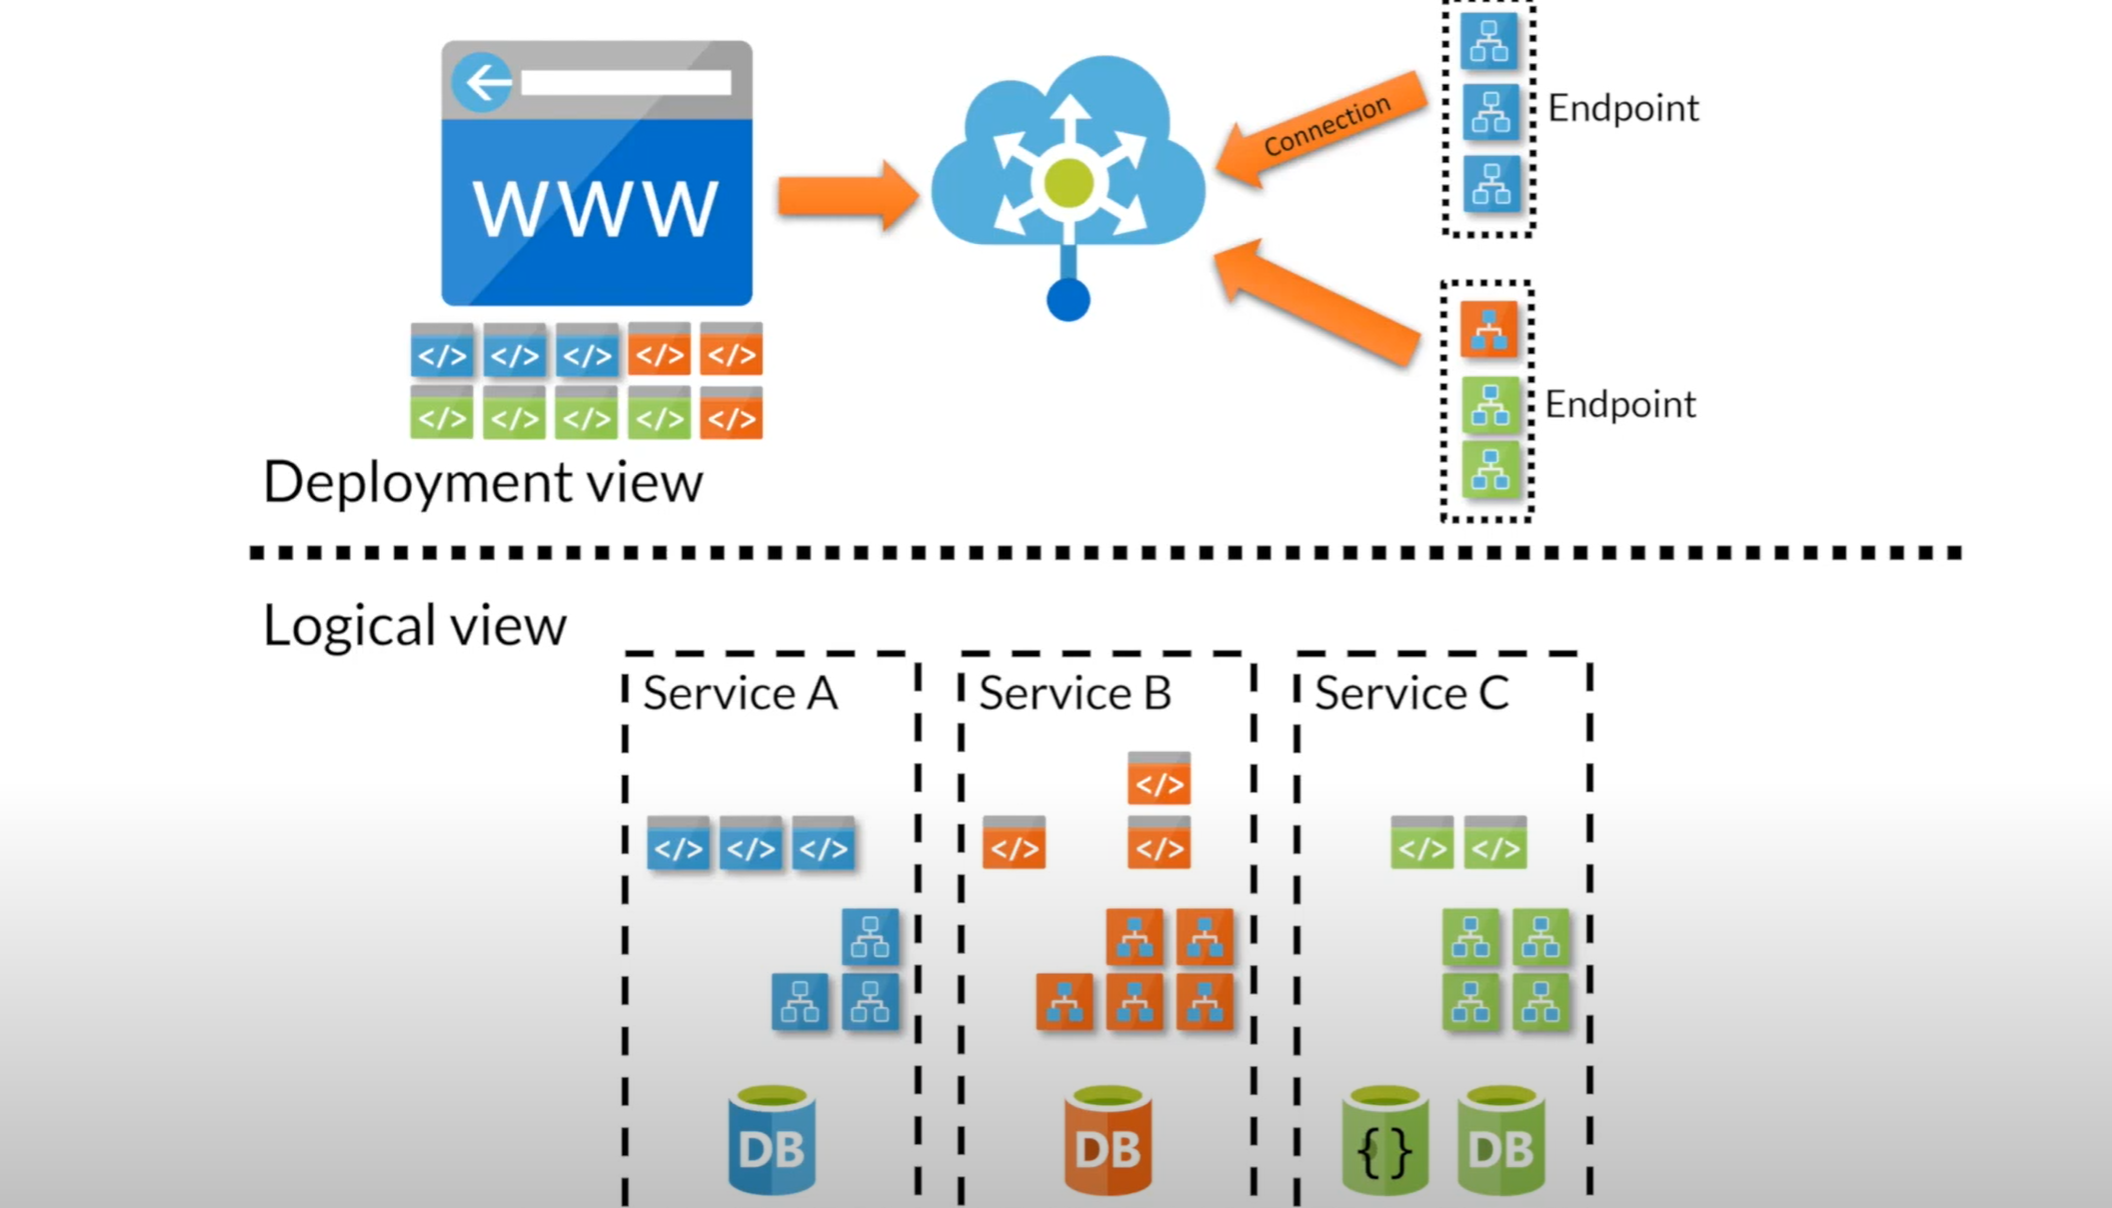 WWW
Connection
Endpoint
</> </> </> </> </>
</> </> </> </> </>
Endpoint
Deployment view
Logical view
Service A
</> </> </>
DB
Service B
</>
</> </>
DB
Service C
</> </>
{} DB